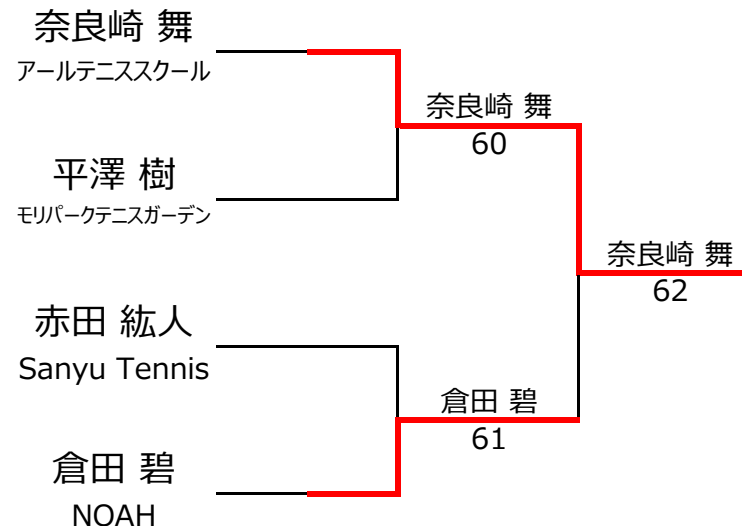 奈良崎 舞
アールテニススクール
奈良崎 舞
60
平澤 樹
モリパークテニスガーデン
奈良崎 舞
62
赤田 紘人
Sanyu Tennis
倉田 碧
61
倉田 碧
NOAH